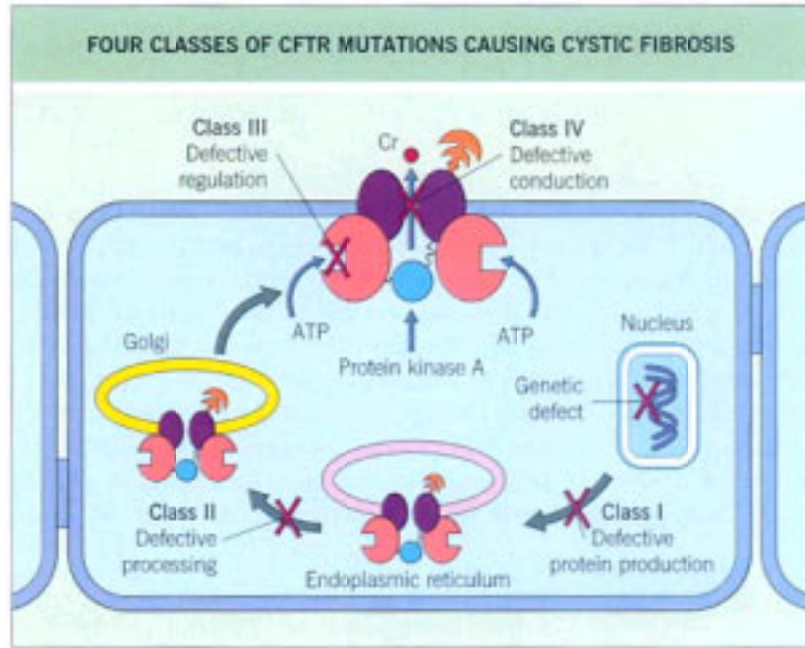 FOUR CLASSES OF CFTR MUTATIONS CAUSING CYSTIC FIBROSIS
Class III
Defective
regulation
Cr
Class IV
Defective
conduction
ATP
Protein kinase A
ATP
Golgi
Nucleus
Genetic
defect
Class II
Defective
processing
Endoplasmic reticulum
Class I
Defective
protein production